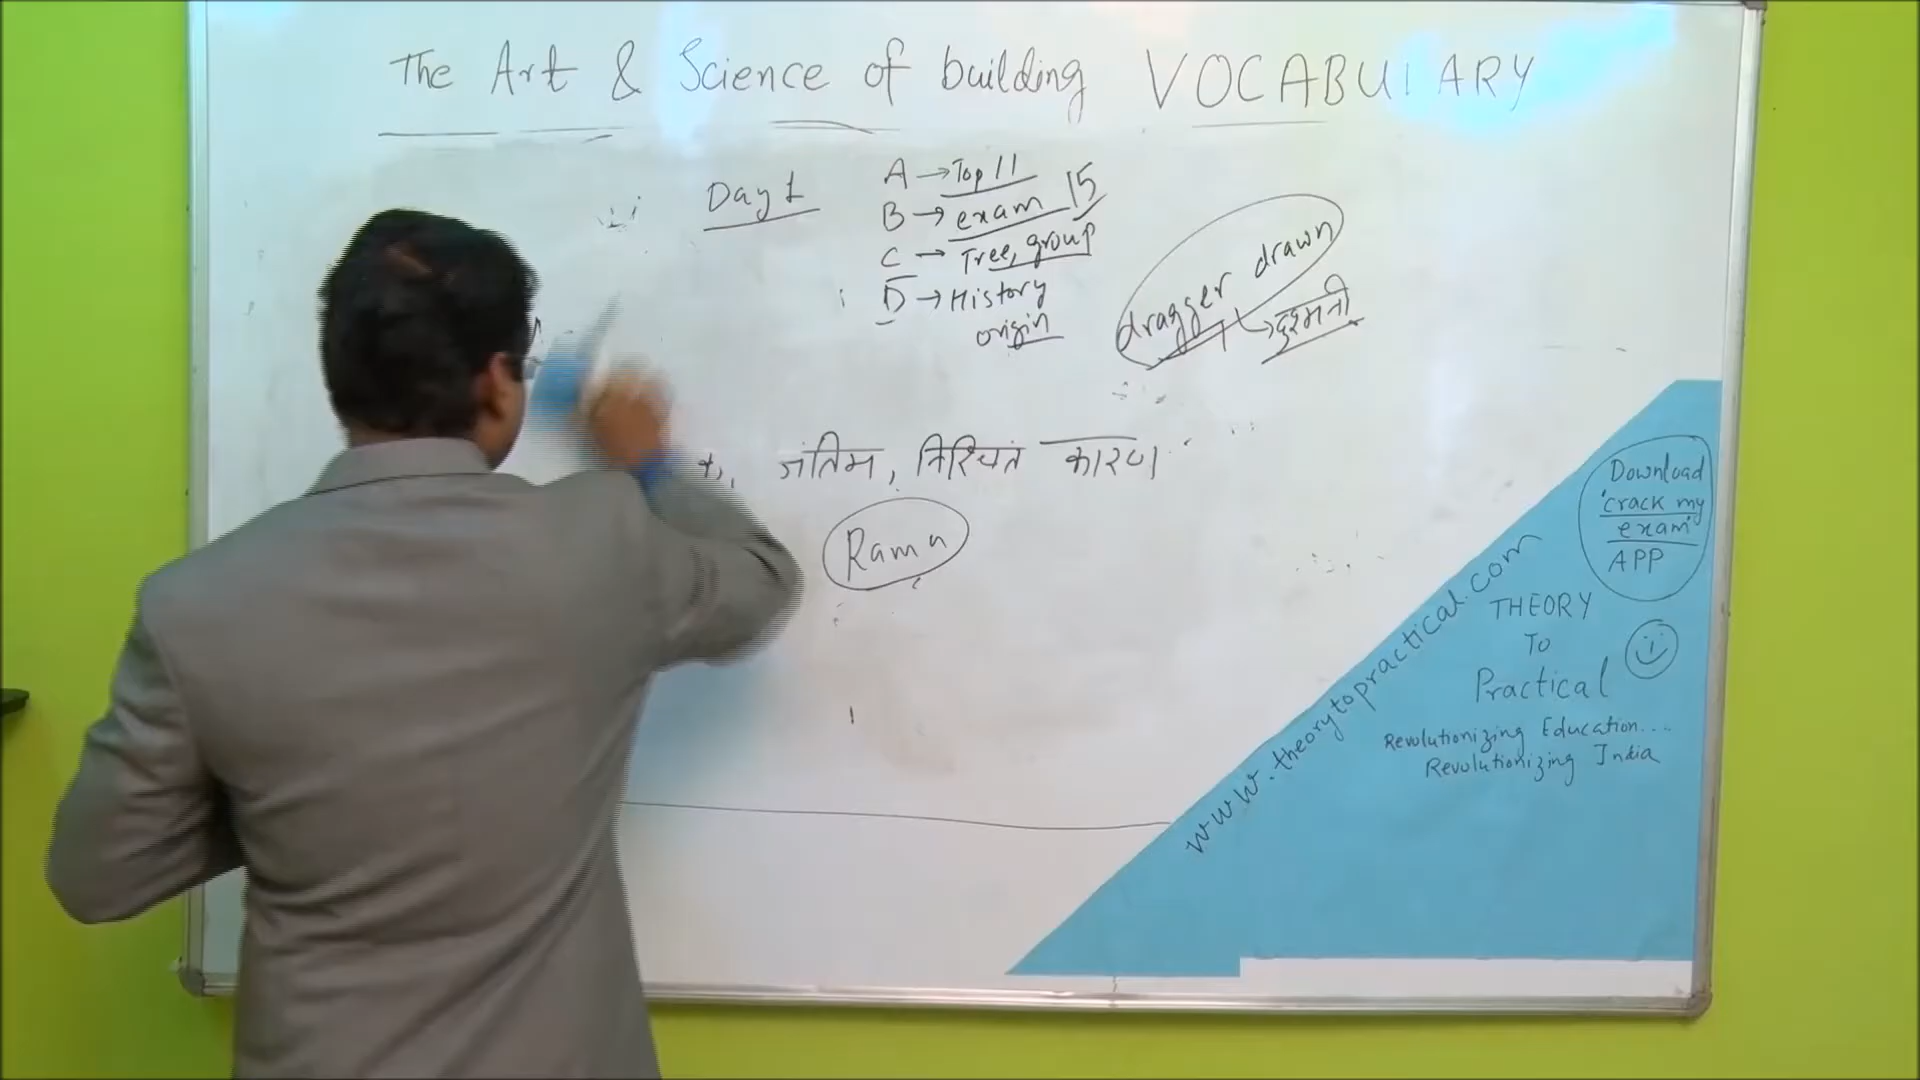 The Art & Science of building VOCABULARY
Day 1
A → Top 11
B → exam 15
C → Tree, group
D → History
origin
dragger drawn
→ दुश्मनी
अंतिम, निश्चित कारण
Rama
Download
'crack my
exam'
APP
THEORY
To
Practical
Revolutionizing Education....
Revolutionizing India
www.theorytopractical.com